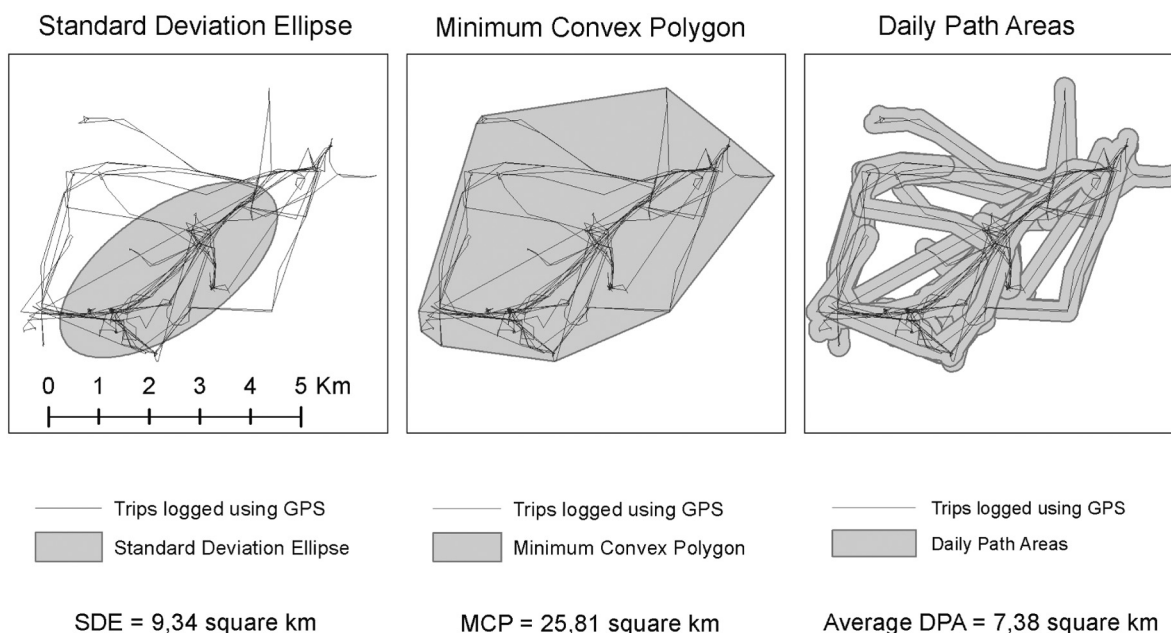 Standard Deviation Ellipse
Minimum Convex Polygon
Daily Path Areas
0 1 2 3 4 5 Km
Trips logged using GPS
Standard Deviation Ellipse
Trips logged using GPS
Minimum Convex Polygon
Trips logged using GPS
Daily Path Areas
SDE = 9,34 square km
MCP = 25,81 square km
Average DPA = 7,38 square km